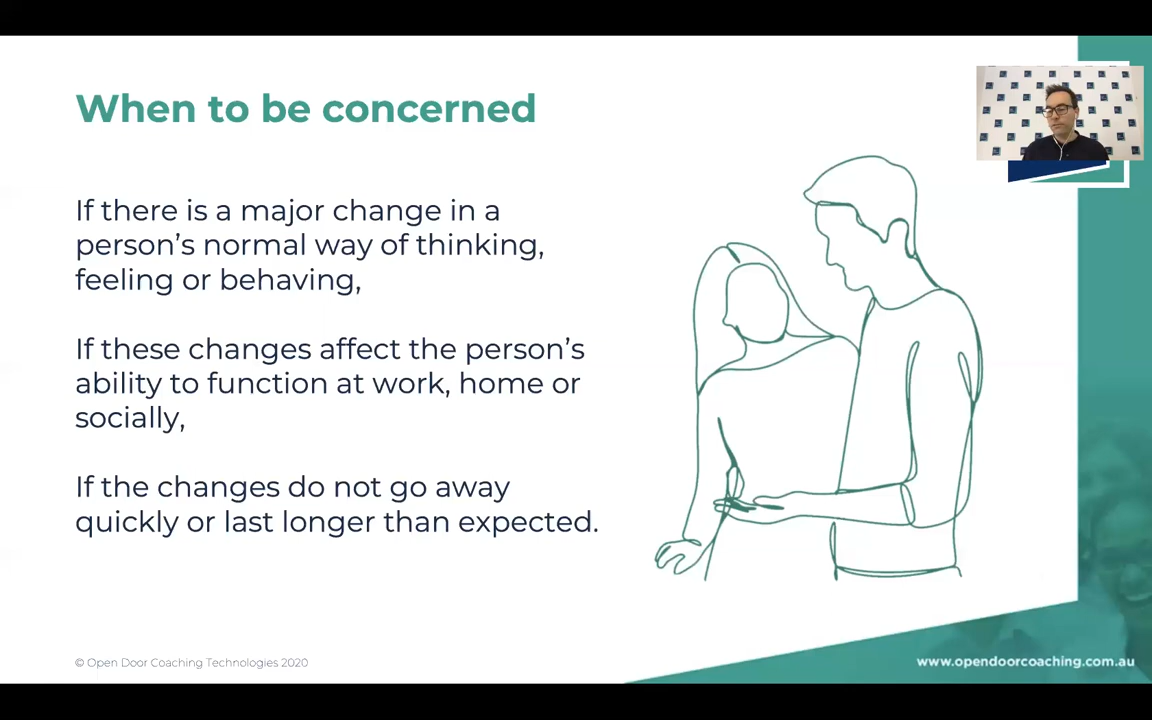 When to be concerned
If there is a major change in a
person’s normal way of thinking,
feeling or behaving,
If these changes affect the person’s
ability to function at work, home or
socially,
If the changes do not go away
quickly or last longer than expected.
© Open Door Coaching Technologies 2020
www.opendoorcoaching.com.au